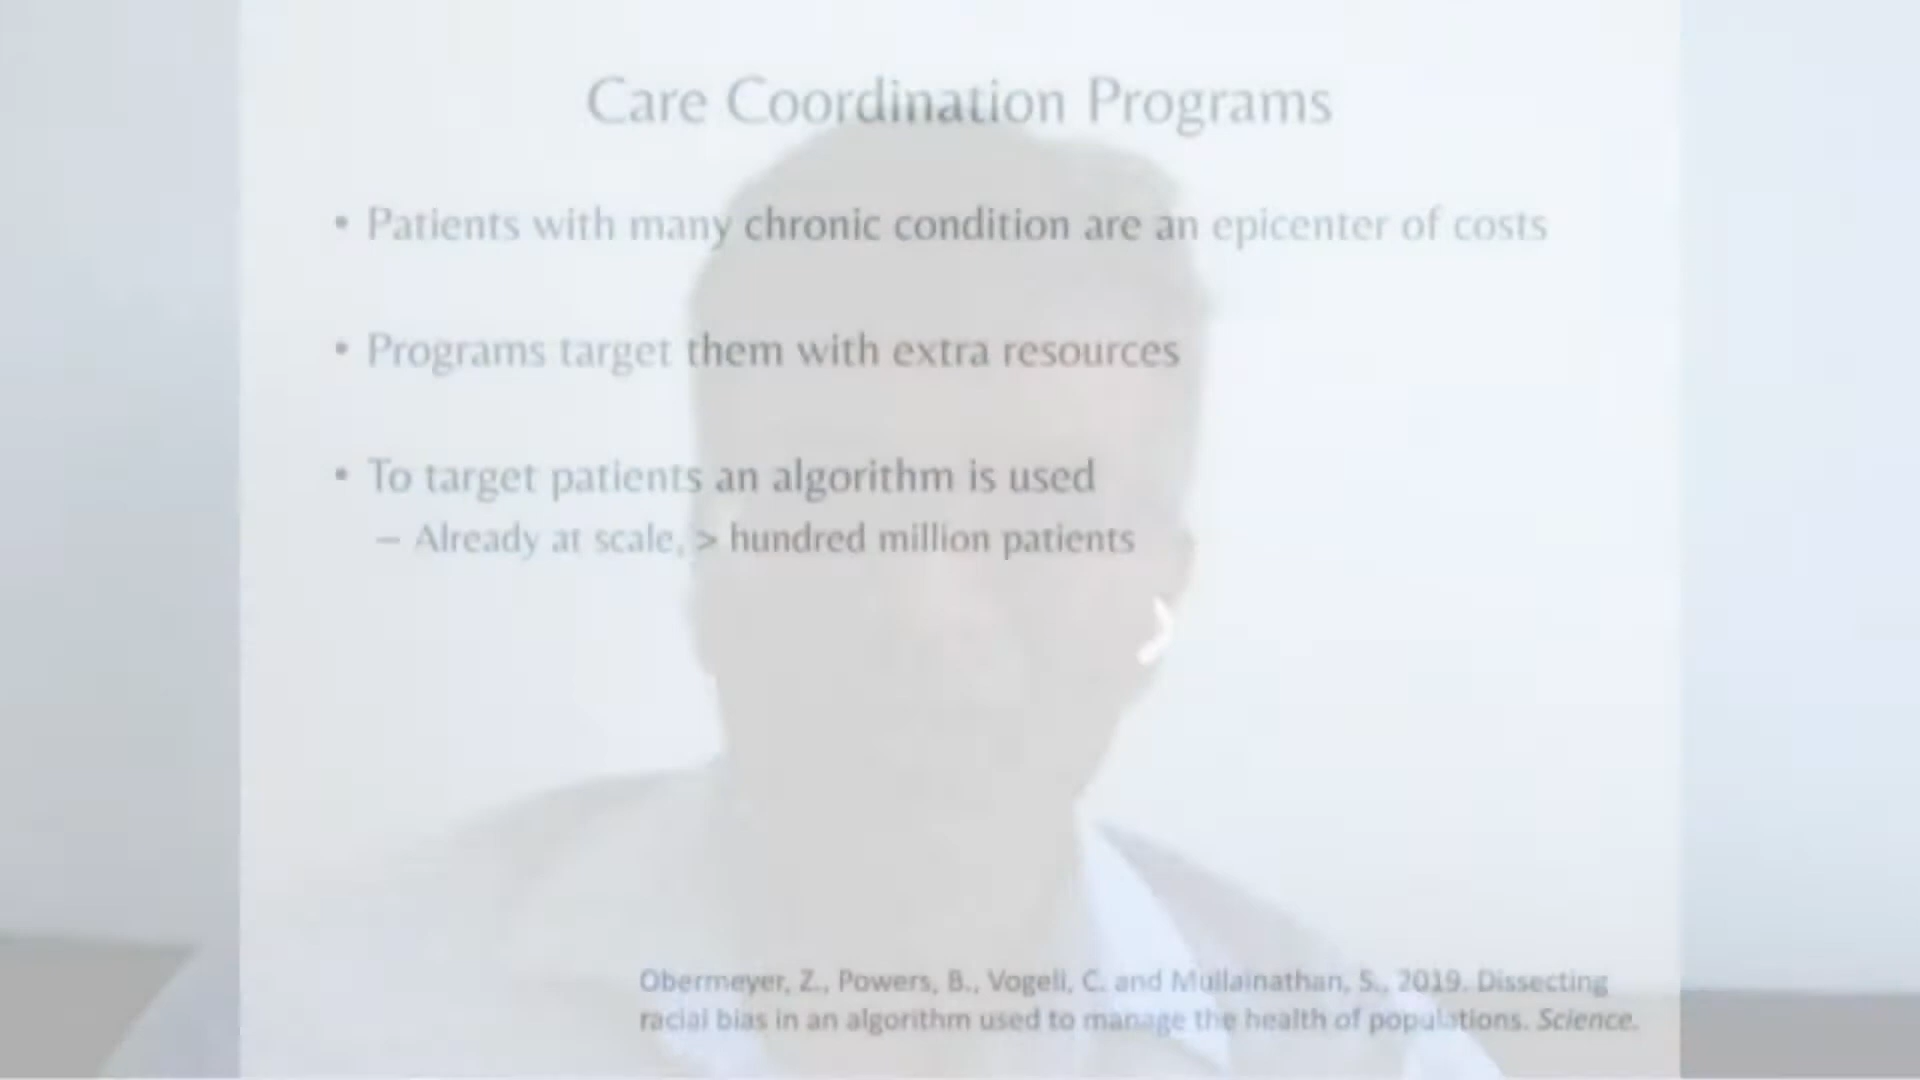 Care Coordination Programs
• Patients with many chronic condition are an epicenter of costs
• Programs target them with extra resources
• To target patients an algorithm is used
– Already at scale, > hundred million patients
Obermeyer, Z., Powers, B., Vogeli, C. and Mullainathan, S., 2019. Dissecting
racial bias in an algorithm used to manage the health of populations. Science.